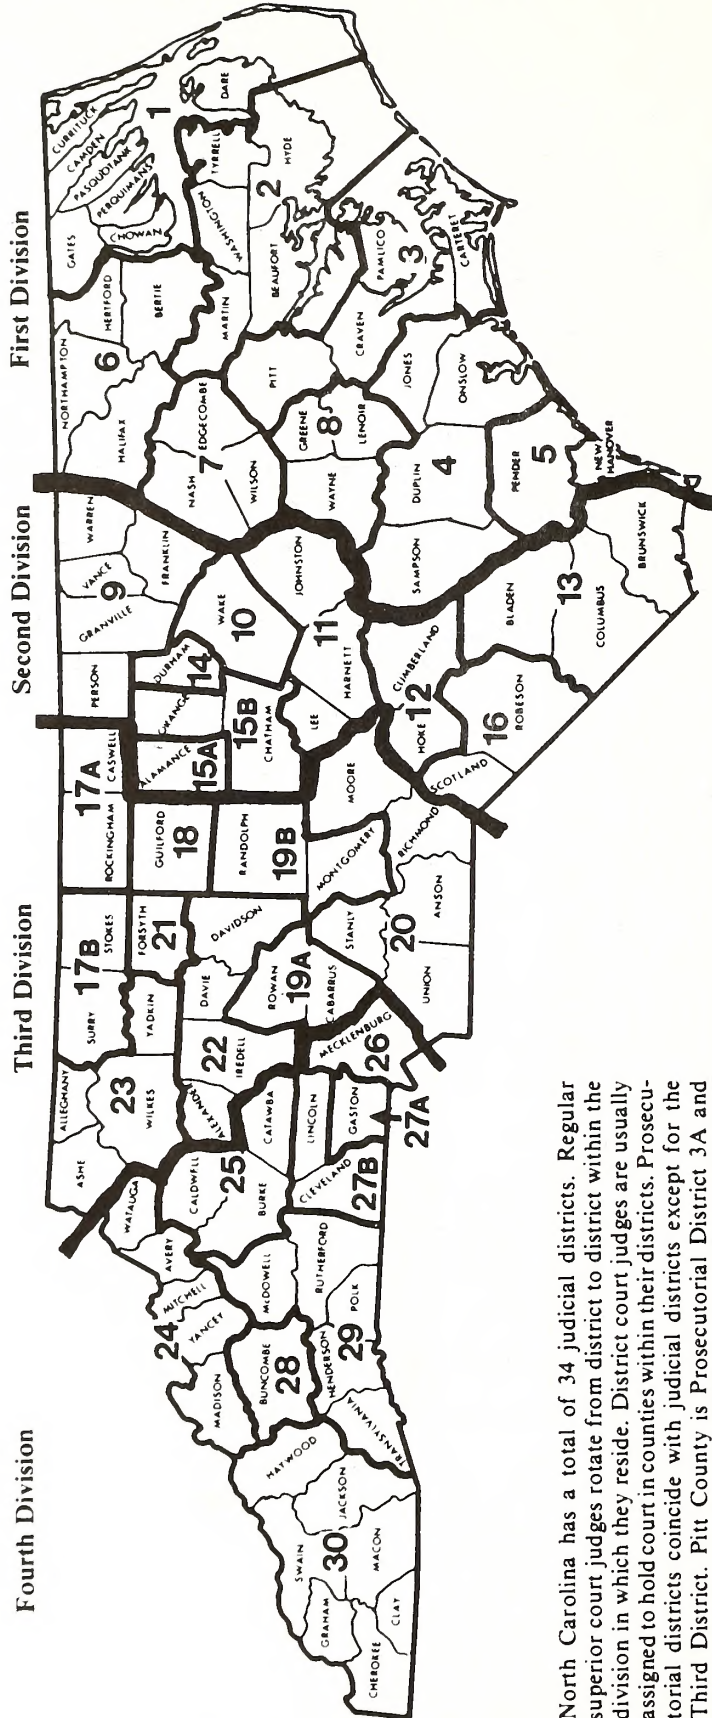 Fourth Division
Third Division
Second Division
First Division
CHEROKEE
GRAHAM
CLAY
SWAIN
30
MACON
JACKSON
HAYWOOD
TRANSYLVANIA
MADISON
BUNCOMBE
28
HENDERSON
29
POLK
RUTHERFORD
24
YANCEY
MITCHELL
AVERY
WATAUGA
McDOWELL
CALDWELL
25
BURKE
CATAWBA
CLEVELAND
27B
LINCOLN
GASTON
27A
ASHE
ALLEGHANY
23
WILKES
YADKIN
ALEXANDER
22
IREDELL
DAVIE
DAVIDSON
MECKLENBURG
26
SURRY
17B
STOKES
FORSYTH
21
ROWAN
19A
CABARRUS
STANLY
20
UNION
ANSON
MONTGOMERY
RICHMOND
MOORE
ROCKINGHAM
17A
CASWELL
GUILFORD
18
RANDOLPH
19B
ALAMANCE
15A
ORANGE
15B
CHATHAM
PERSON
DURHAM
14
GRANVILLE
VANCE
9
WARREN
FRANKLIN
WAKE
10
LEE
HARNETT
11
JOHNSTON
HOKE
12
CUMBERLAND
SCOTLAND
16
ROBESON
BLADEN
13
COLUMBUS
BRUNSWICK
NORTHAMPTON
6
HALIFAX
HERTFORD
BERTIE
NASH
7
EDGECOMBE
WILSON
WAYNE
GREENE
8
LENOIR
SAMPSON
DUPLIN
4
JONES
ONSLOW
PENDER
5
NEW
HANOVER
GATES
CURRITUCK
CAMDEN
PASQUOTANK
PERQUIMANS
CHOWAN
1
DARE
MARTIN
WASHINGTON
TYRRELL
2
HYDE
BEAUFORT
PITT
CRAVEN
PAMLICO
3
CARTERET
North Carolina has a total of 34 judicial districts. Regular
superior court judges rotate from district to district within the
division in which they reside. District court judges are usually
assigned to hold court in counties within their districts. Prosecu-
torial districts coincide with judicial districts except for the
Third District. Pitt County is Prosecutorial District 3A and